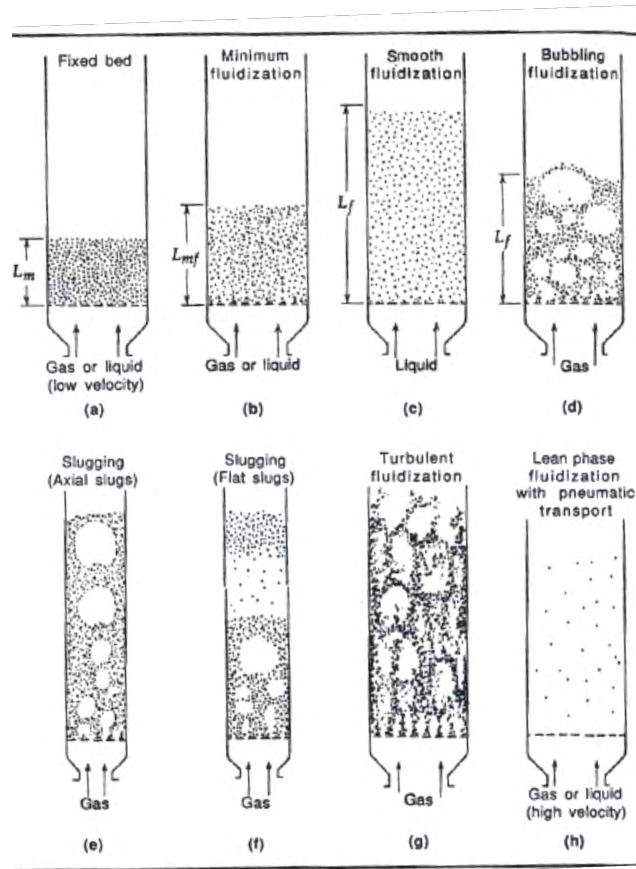 Fixed bed
L_m
Gas or liquid
(low velocity)
(a)
Minimum
fluidization
L_mf
Gas or liquid
(b)
Smooth
fluidization
L_f
Liquid
(c)
Bubbling
fluidization
L_f
Gas
(d)
Slugging
(Axial slugs)
Gas
(e)
Slugging
(Flat slugs)
Gas
(f)
Turbulent
fluidization
Gas
(g)
Lean phase
fluidization
with pneumatic
transport
Gas or liquid
(high velocity)
(h)